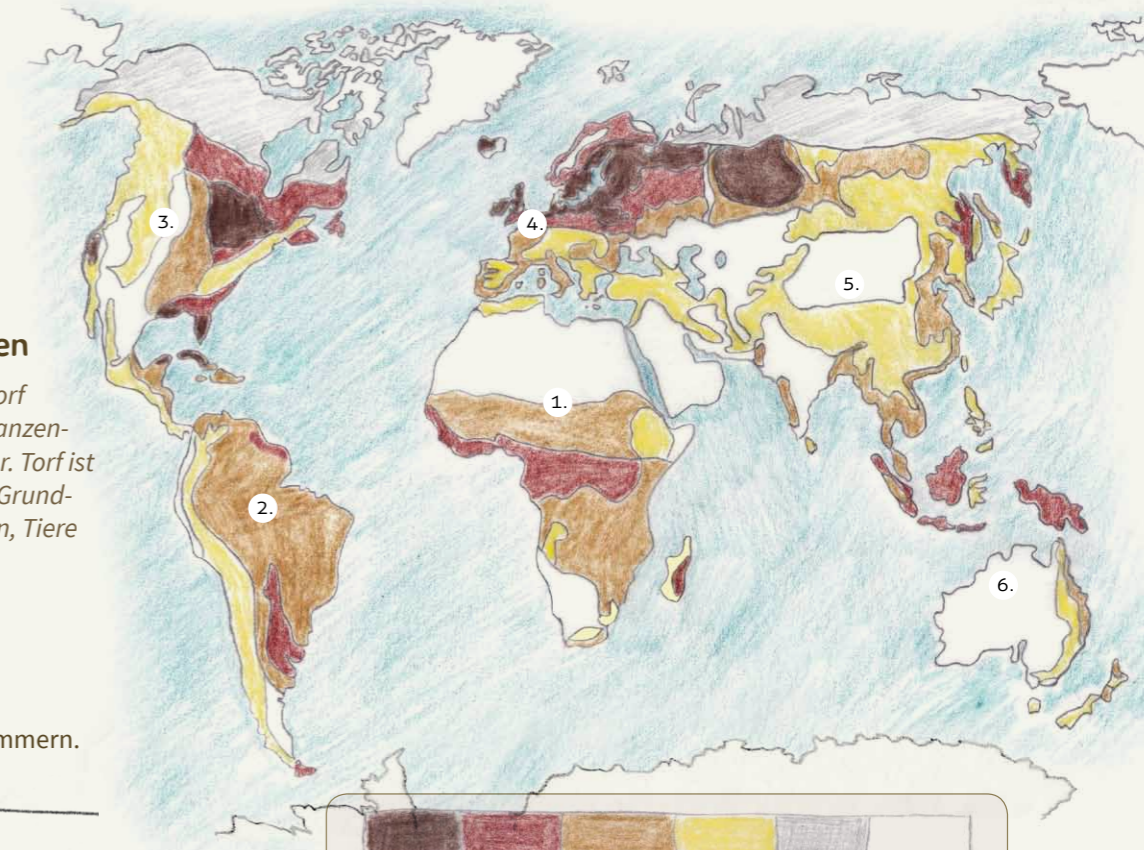 en
orf
anzen-
r. Torf ist
Grund-
n, Tiere
mmern.
3.
4.
5.
1.
2.
6.